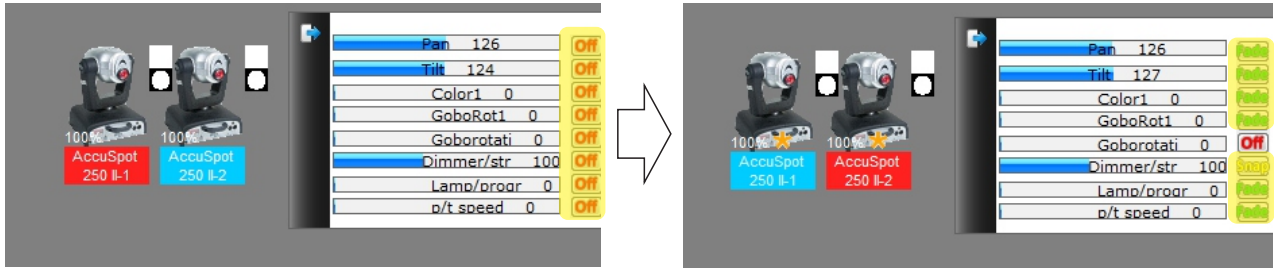 Pan 126 Off
Tilt 124 Off
Color1 0 Off
GoboRot1 0 Off
Goborotati 0 Off
Dimmer/str 100 Off
Lamp/progr 0 Off
p/t speed 0 Off
100% 100%
AccuSpot AccuSpot
250 II-1 250 II-2
Pan 126 Fade
Tilt 127 Fade
Color1 0 Fade
GoboRot1 0 Fade
Goborotati 0 Off
Dimmer/str 100 Snap
Lamp/progr 0 Fade
p/t speed 0 Fade
100% 100%
AccuSpot AccuSpot
250 II-1 250 II-2